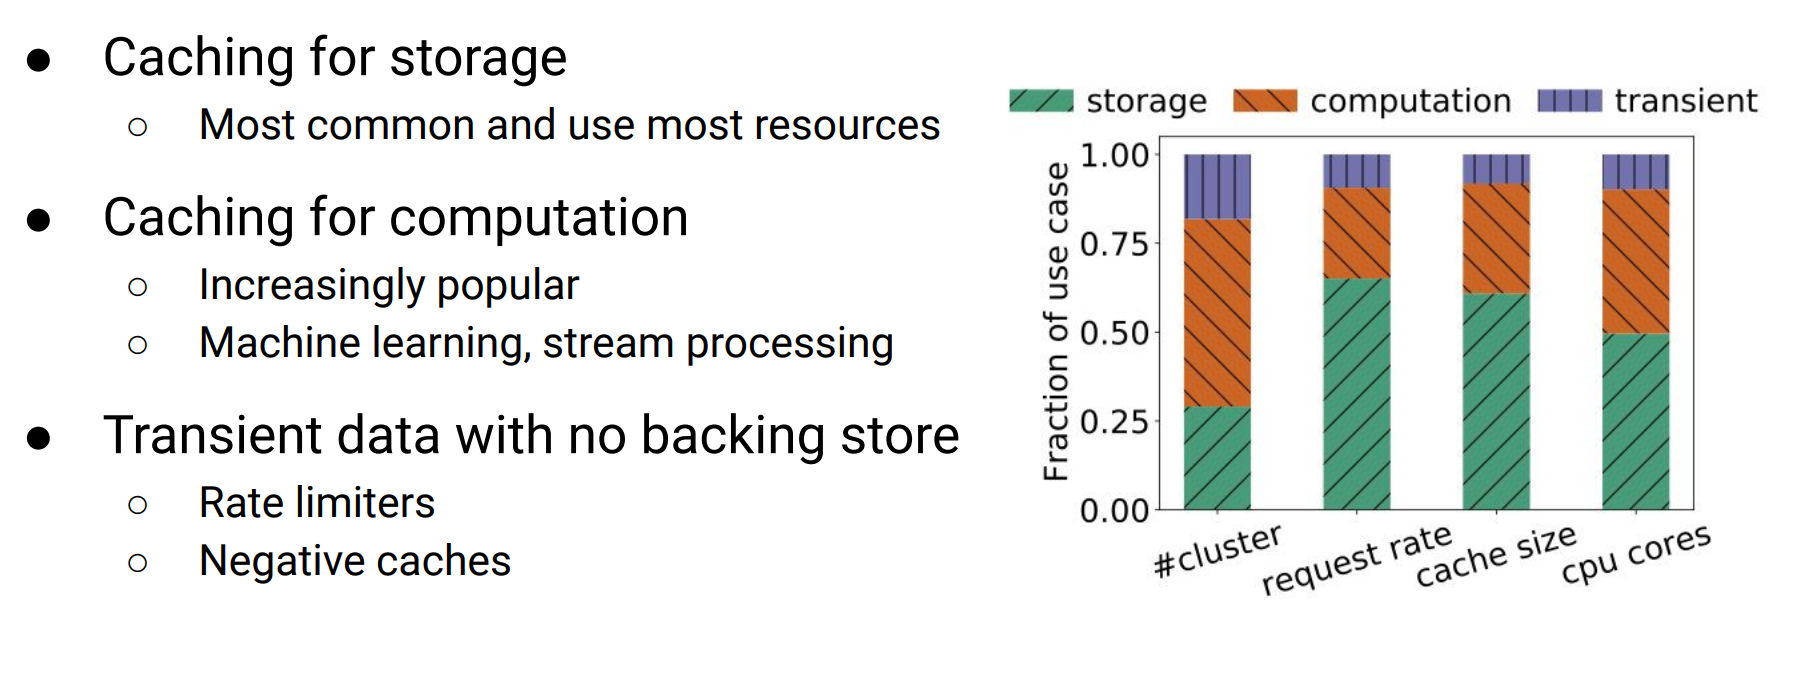 ● Caching for storage
○ Most common and use most resources
● Caching for computation
○ Increasingly popular
○ Machine learning, stream processing
● Transient data with no backing store
○ Rate limiters
○ Negative caches
storage computation transient
Fraction of use case
1.00
0.75
0.50
0.25
0.00
#cluster
request rate
cache size
cpu cores